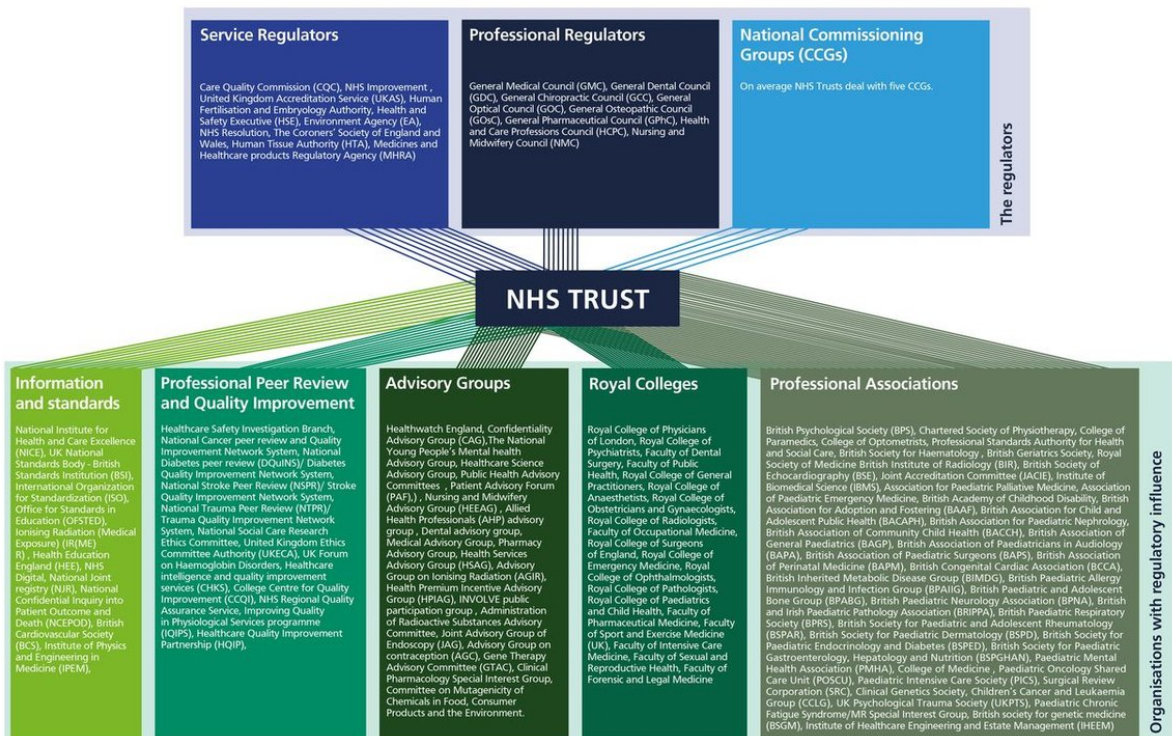 Service Regulators
Care Quality Commission (CQC), NHS Improvement ,
United Kingdom Accreditation Service (UKAS), Human
Fertilisation and Embryology Authority, Health and
Safety Executive (HSE), Environment Agency (EA),
NHS Resolution, The Coroners' Society of England and
Wales, Human Tissue Authority (HTA), Medicines and
Healthcare products Regulatory Agency (MHRA)
Professional Regulators
General Medical Council (GMC), General Dental Council
(GDC), General Chiropractic Council (GCC), General
Optical Council (GOC), General Osteopathic Council
(GOsC), General Pharmaceutical Council (GPhC), Health
and Care Professions Council (HCPC), Nursing and
Midwifery Council (NMC)
National Commissioning
Groups (CCGs)
On average NHS Trusts deal with five CCGs.
The regulators
NHS TRUST
Information
and standards
National Institute for
Health and Care Excellence
(NICE), UK National
Standards Body - British
Standards Institution (BSI),
International Organization
for Standardization (ISO),
Office for Standards in
Education (OFSTED),
Ionising Radiation (Medical
Exposure) (IR(ME)
R) , Health Education
England (HEE), NHS
Digital, National Joint
registry (NJR), National
Confidential Inquiry into
Patient Outcome and
Death (NCEPOD), British
Cardiovascular Society
(BCS), Institute of Physics
and Engineering in
Medicine (IPEM),
Professional Peer Review
and Quality Improvement
Healthcare Safety Investigation Branch,
National Cancer peer review and Quality
Improvement Network System, National
Diabetes peer review (DQUINS)/ Diabetes
Quality Improvement Network System,
National Stroke Peer Review (NSPR)/ Stroke
Quality Improvement Network System,
National Trauma Peer Review (NTPR)/
Trauma Quality Improvement Network
System, National Social Care Research
Ethics Committee, United Kingdom Ethics
Committee Authority (UKECA), UK Forum
on Haemoglobin Disorders, Healthcare
intelligence and quality improvement
services (CHKS), College Centre for Quality
Improvement (CCQI), NHS Regional Quality
Assurance Service, Improving Quality
in Physiological Services programme
(IQIPS), Healthcare Quality Improvement
Partnership (HQIP),
Advisory Groups
Healthwatch England, Confidentiality
Advisory Group (CAG),The National
Young People's Mental health
Advisory Group, Healthcare Science
Advisory Group, Public Health Advisory
Committees , Patient Advisory Forum
(PAF),) , Nursing and Midwifery
Advisory Group (HEEAG) , Allied
Health Professionals (AHP) advisory
group , Dental advisory group,
Medical Advisory Group, Pharmacy
Advisory Group, Health Services
Advisory Group (HSAG), Advisory
Group on Ionising Radiation (AGIR),
Health Premium Incentive Advisory
Group (HPIAG), INVOLVE public
participation group , Administration
of Radioactive Substances Advisory
Committee, Joint Advisory Group of
Endoscopy (JAG), Advisory Group on
contraception (AGC), Gene Therapy
Advisory Committee (GTAC), Clinical
Pharmacology Special Interest Group,
Committee on Mutagenicity of
Chemicals in Food, Consumer
Products and the Environment.
Royal Colleges
Royal College of Physicians
of London, Royal College of
Psychiatrists, Faculty of Dental
Surgery, Faculty of Public
Health, Royal College of General
Practitioners, Royal College of
Anaesthetists, Royal College of
Obstetricians and Gynaecologists,
Royal College of Radiologists,
Faculty of Occupational Medicine,
Royal College of Surgeons
of England, Royal College of
Emergency Medicine, Royal
College of Ophthalmologists,
Royal College of Pathologists,
Royal College of Paediatrics
and Child Health, Faculty of
Pharmaceutical Medicine, Faculty
of Sport and Exercise Medicine
(UK), Faculty of Intensive Care
Medicine, Faculty of Sexual and
Reproductive Health, Faculty of
Forensic and Legal Medicine
Professional Associations
British Psychological Society (BPS), Chartered Society of Physiotherapy, College of
Paramedics, College of Optometrists, Professional Standards Authority for Health
and Social Care, British Society for Haematology , British Geriatrics Society, Royal
Society of Medicine British Institute of Radiology (BIR), British Society of
Echocardiography (BSE), Joint Accreditation Committee (JACIE), Institute of
Biomedical Science (IBMS), Association for Paediatric Palliative Medicine, Association
of Paediatric Emergency Medicine, British Academy of Childhood Disability, British
Association for Adoption and Fostering (BAAF), British Association for Child and
Adolescent Public Health (BACAPH), British Association for Paediatric Nephrology,
British Association of Community Child Health (BACCH), British Association of
General Paediatrics (BAGP), British Association of Paediatricians in Audiology
(BAPA), British Association of Paediatric Surgeons (BAPS), British Association
of Perinatal Medicine (BAPM), British Congenital Cardiac Association (BCCA),
British Inherited Metabolic Disease Group (BIMDG), British Paediatric Allergy
Immunology and Infection Group (BPAIIG), British Paediatric and Adolescent
Bone Group (BPABG), British Paediatric Neurology Association (BPNA), British
and Irish Paediatric Pathology Association (BRIPPA), British Paediatric Respiratory
Society (BPRS), British Society for Paediatric and Adolescent Rheumatology
(BSPAR), British Society for Paediatric Dermatology (BSPD), British Society for
Paediatric Endocrinology and Diabetes (BSPED), British Society for Paediatric
Gastroenterology, Hepatology and Nutrition (BSPGHAN), Paediatric Mental
Health Association (PMHA), College of Medicine , Paediatric Oncology Shared
Care Unit (POSCU), Paediatric Intensive Care Society (PICS), Surgical Review
Corporation (SRC), Clinical Genetics Society, Children's Cancer and Leukaemia
Group (CCLG), UK Psychological Trauma Society (UKPTS), Paediatric Chronic
Fatigue Syndrome/MR Special Interest Group, British society for genetic medicine
(BSGM), Institute of Healthcare Engineering and Estate Management (IHEEM)
Organisations with regulatory influence